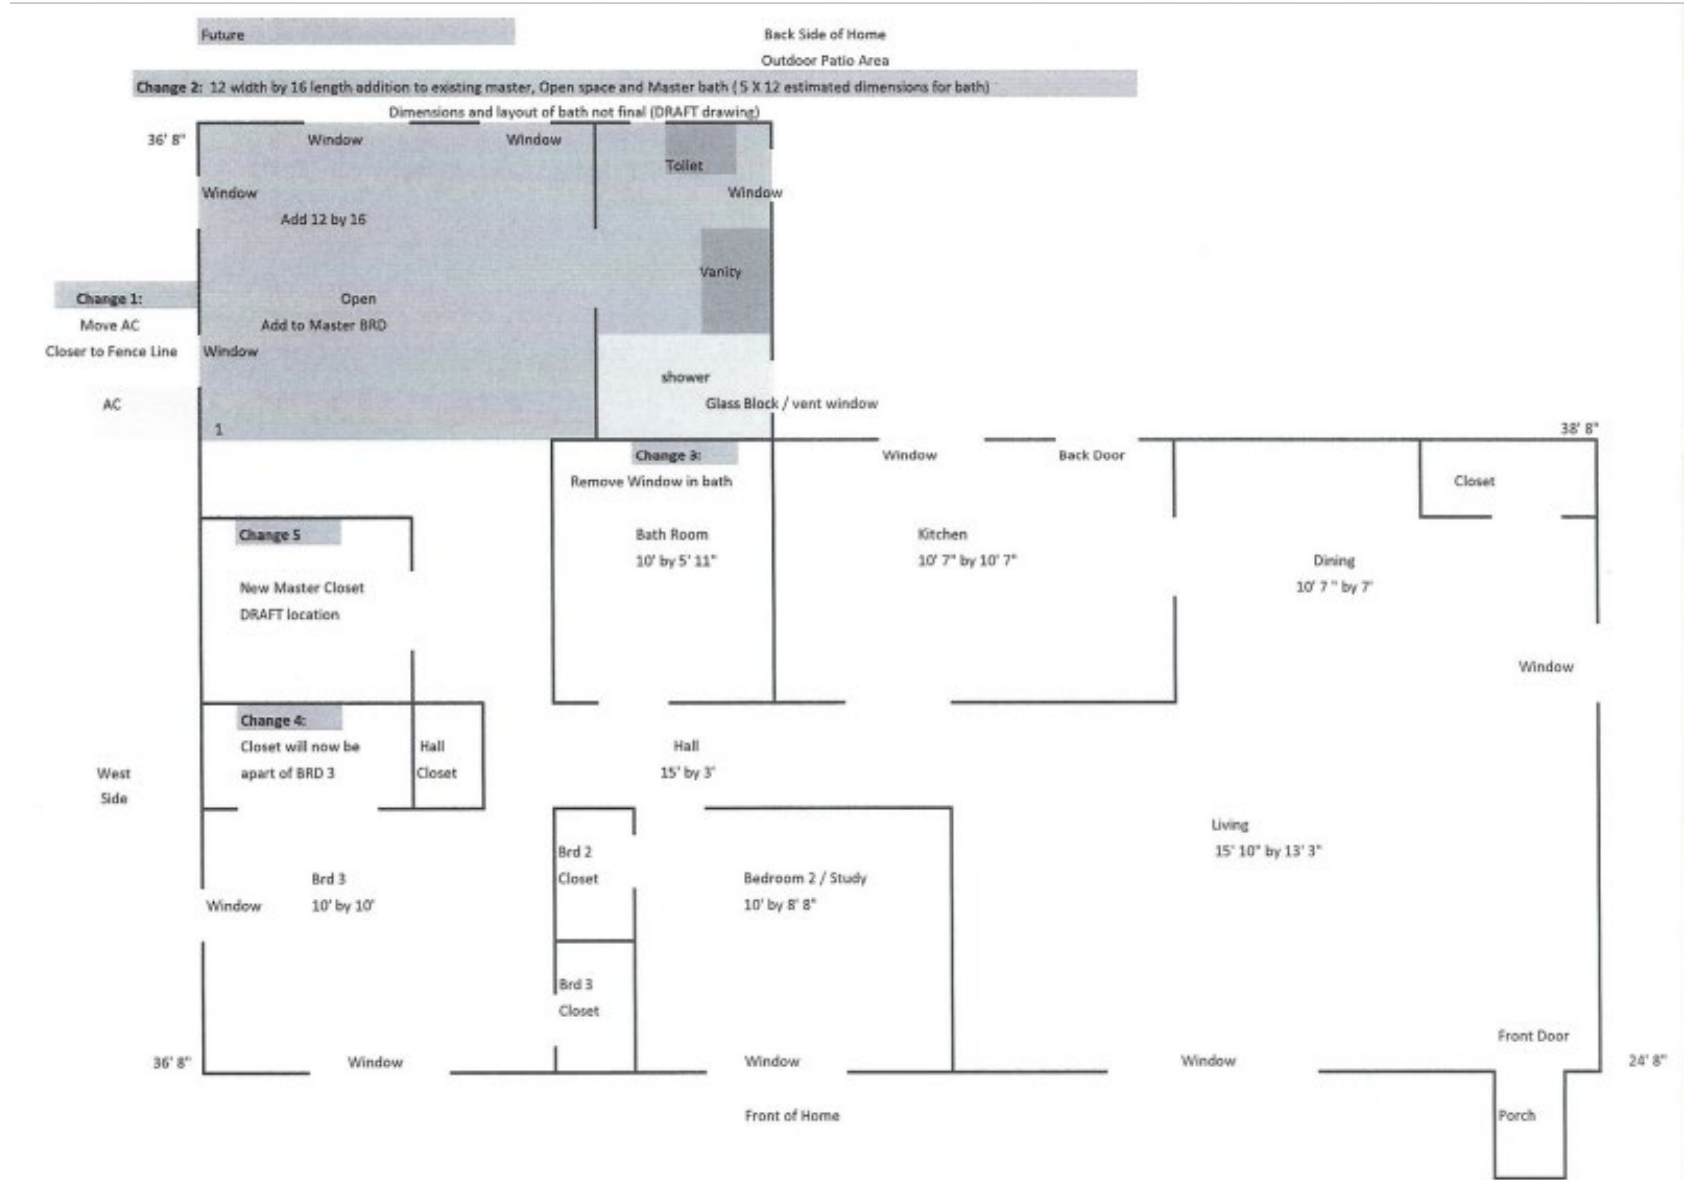 Future
Back Side of Home
Outdoor Patio Area
Change 2: 12 width by 16 length addition to existing master, Open space and Master bath ( 5 X 12 estimated dimensions for bath)
Dimensions and layout of bath not final (DRAFT drawing)
36' 8"
Window
Window
Toilet
Window
Window
Add 12 by 16
Vanity
Change 1:
Open
Move AC
Add to Master BRD
Closer to Fence Line
Window
shower
AC
Glass Block / vent window
1
38' 8"
Change 3:
Window
Back Door
Remove Window in bath
Closet
Change 5
Bath Room
Kitchen
10' by 5' 11"
10' 7" by 10' 7"
Dining
New Master Closet
10' 7 " by 7'
DRAFT location
Window
Change 4:
Closet will now be
Hall
Hall
apart of BRD 3
Closet
15' by 3'
West
Side
Living
Brd 2
15' 10" by 13' 3"
Brd 3
Closet
Bedroom 2 / Study
Window
10' by 10'
10' by 8' 8"
Brd 3
Closet
Front Door
36' 8"
Window
Window
Window
24' 8"
Front of Home
Porch